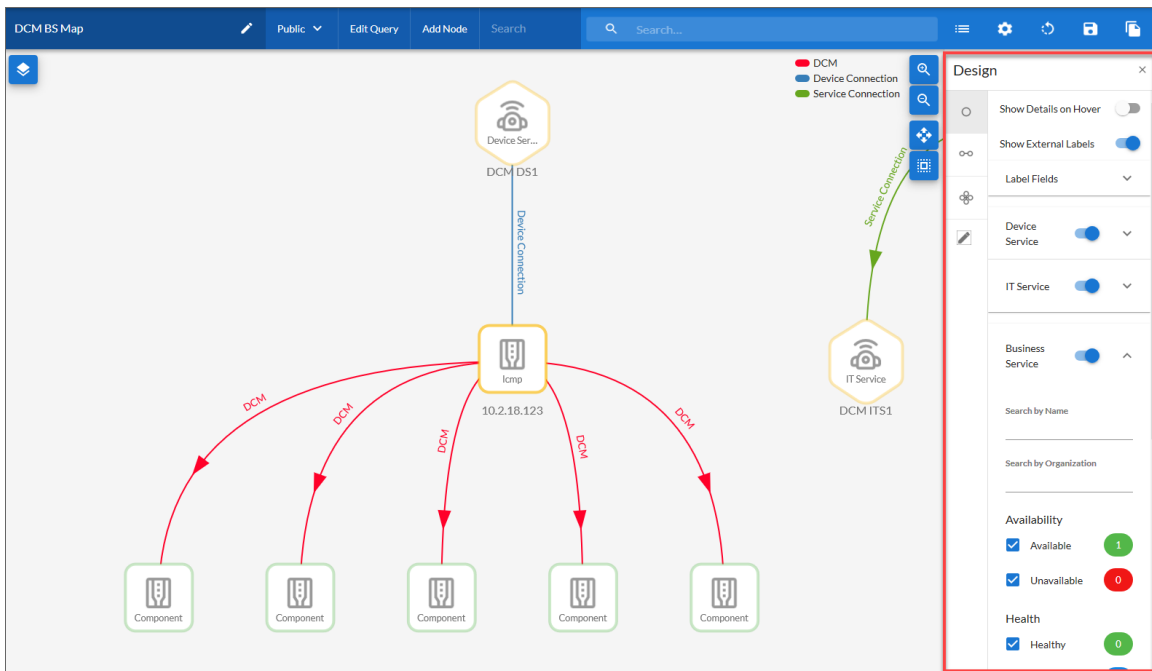 DCM BS Map
Public
Edit Query
Add Node
Search
Search...
DCM
Device Connection
Service Connection
Device Ser...
DCM DS1
Device Connection
Service Connection
Icmp
10.2.18.123
IT Service
DCM ITS1
DCM
DCM
DCM
DCM
DCM
Component
Component
Component
Component
Component
Design
Show Details on Hover
Show External Labels
Label Fields
Device
Service
IT Service
Business
Service
Search by Name
Search by Organization
Availability
Available 1
Unavailable 0
Health
Healthy 0